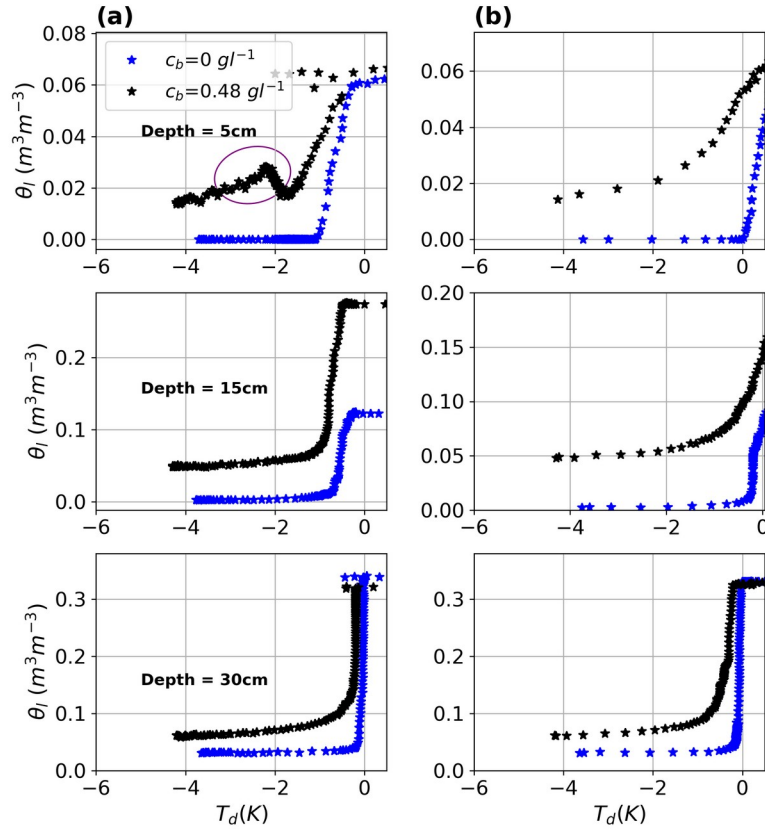 (a) (b)
0.08
0.06
0.04
0.02
0.00
θ_l (m³m⁻³)
c_b=0 gl⁻¹
c_b=0.48 gl⁻¹
Depth = 5cm
−6 −4 −2 0
0.06
0.04
0.02
0.00
−6 −4 −2 0
0.2
0.1
0.0
θ_l (m³m⁻³)
Depth = 15cm
−6 −4 −2 0
0.20
0.15
0.10
0.05
0.00
−6 −4 −2 0
0.3
0.2
0.1
0.0
θ_l (m³m⁻³)
Depth = 30cm
−6 −4 −2 0
T_d(K)
0.3
0.2
0.1
0.0
−6 −4 −2 0
T_d(K)